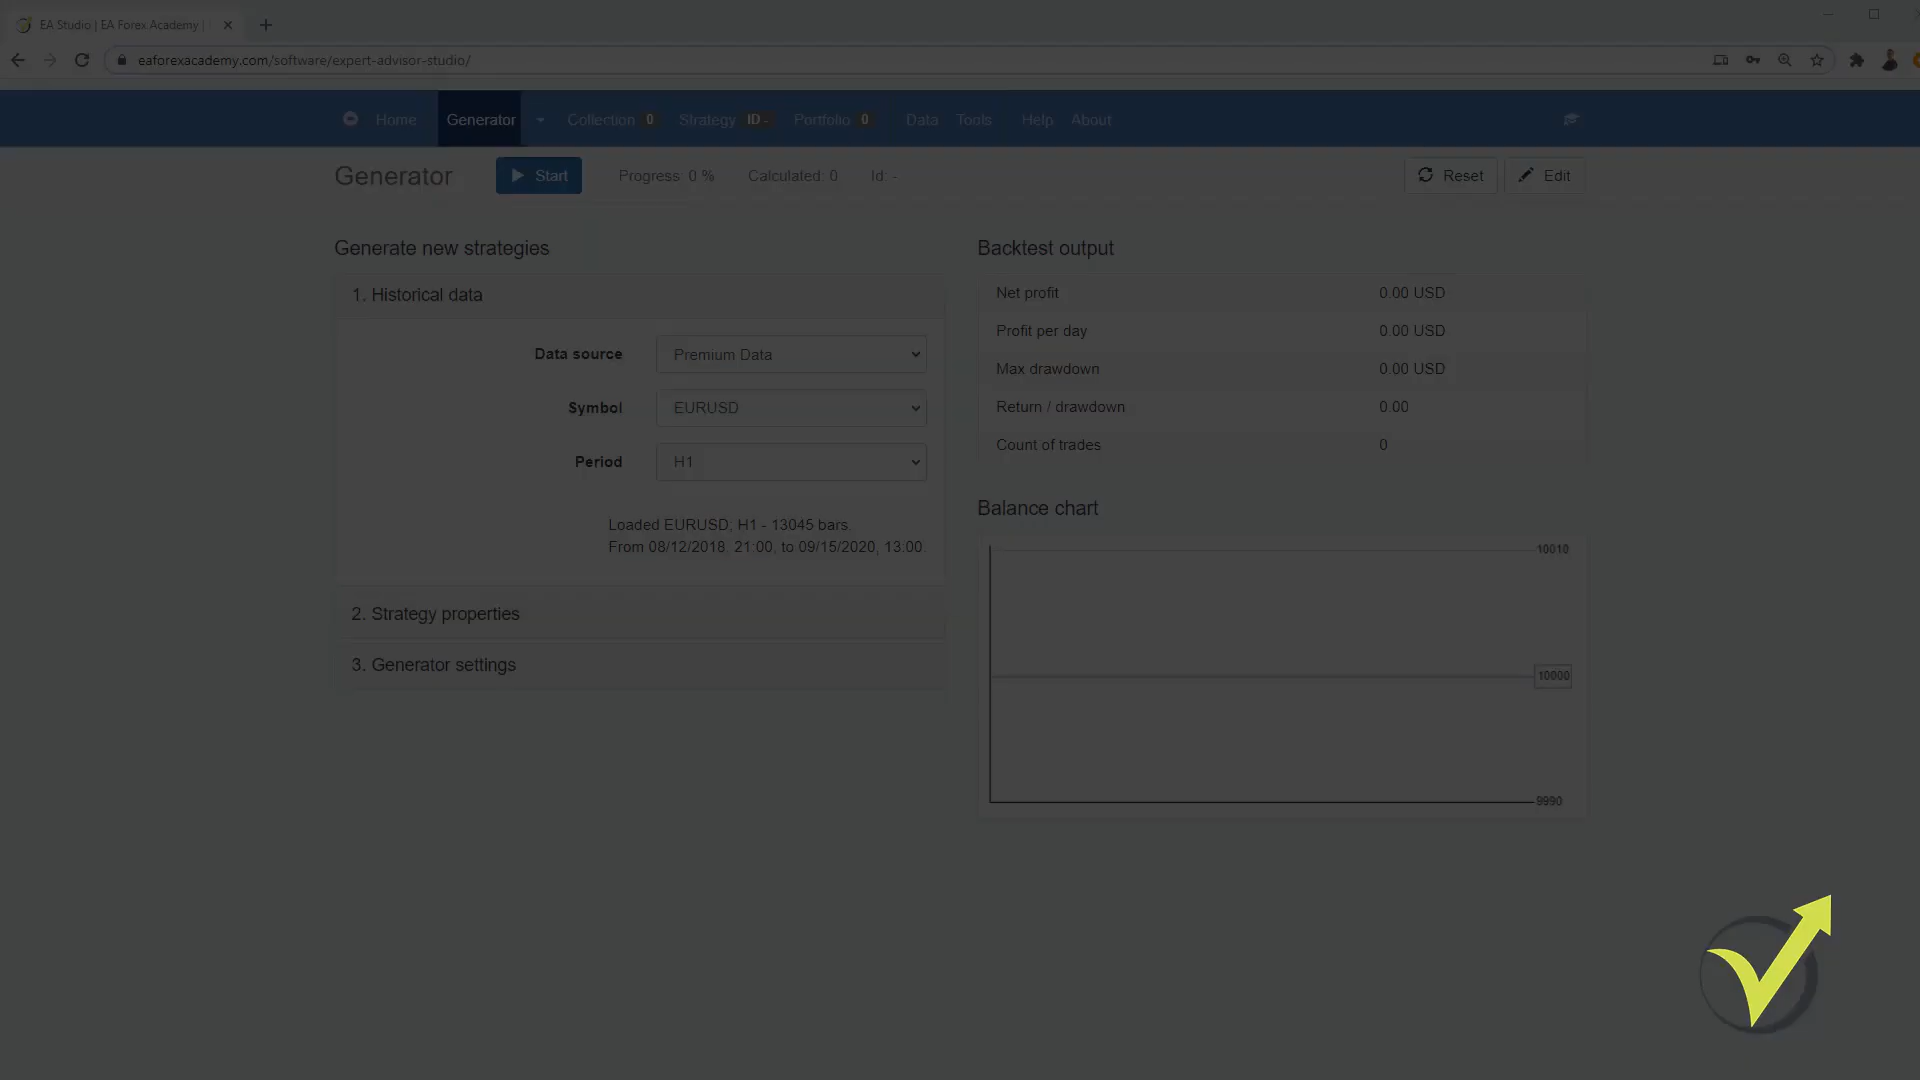 EA Studio | EA Forex Academy |
eaforexacademy.com/software/expert-advisor-studio/
Home Generator Collection 0 Strategy ID - Portfolio 0 Data Tools Help About
Generator Start Progress: 0 % Calculated: 0 Id: - Reset Edit
Generate new strategies
1. Historical data
Data source Premium Data
Symbol EURUSD
Period H1
Loaded EURUSD; H1 - 13045 bars.
From 08/12/2018, 21:00, to 09/15/2020, 13:00.
2. Strategy properties
3. Generator settings
Backtest output
Net profit 0.00 USD
Profit per day 0.00 USD
Max drawdown 0.00 USD
Return / drawdown 0.00
Count of trades 0
Balance chart
10010
10000
9990